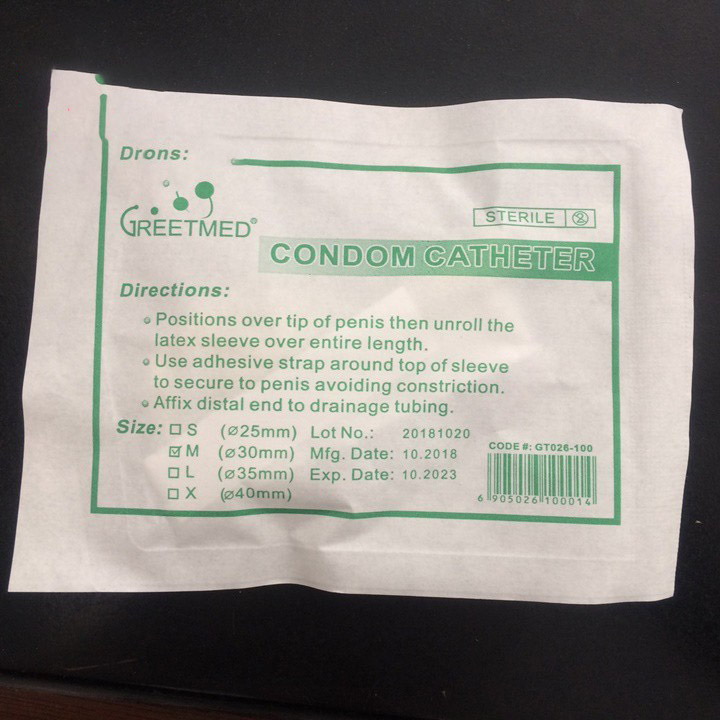 Drons:
GREETMED®
STERILE ②
CONDOM CATHETER
Directions:
Positions over tip of penis then unroll the
latex sleeve over entire length.
Use adhesive strap around top of sleeve
to secure to penis avoiding constriction.
Affix distal end to drainage tubing.
Size: ☐ S (⌀25mm) Lot No.: 20181020
☑ M (⌀30mm) Mfg. Date: 10.2018
☐ L (⌀35mm) Exp. Date: 10.2023
☐ X (⌀40mm)
CODE #: GT026-100
6 905026 100014